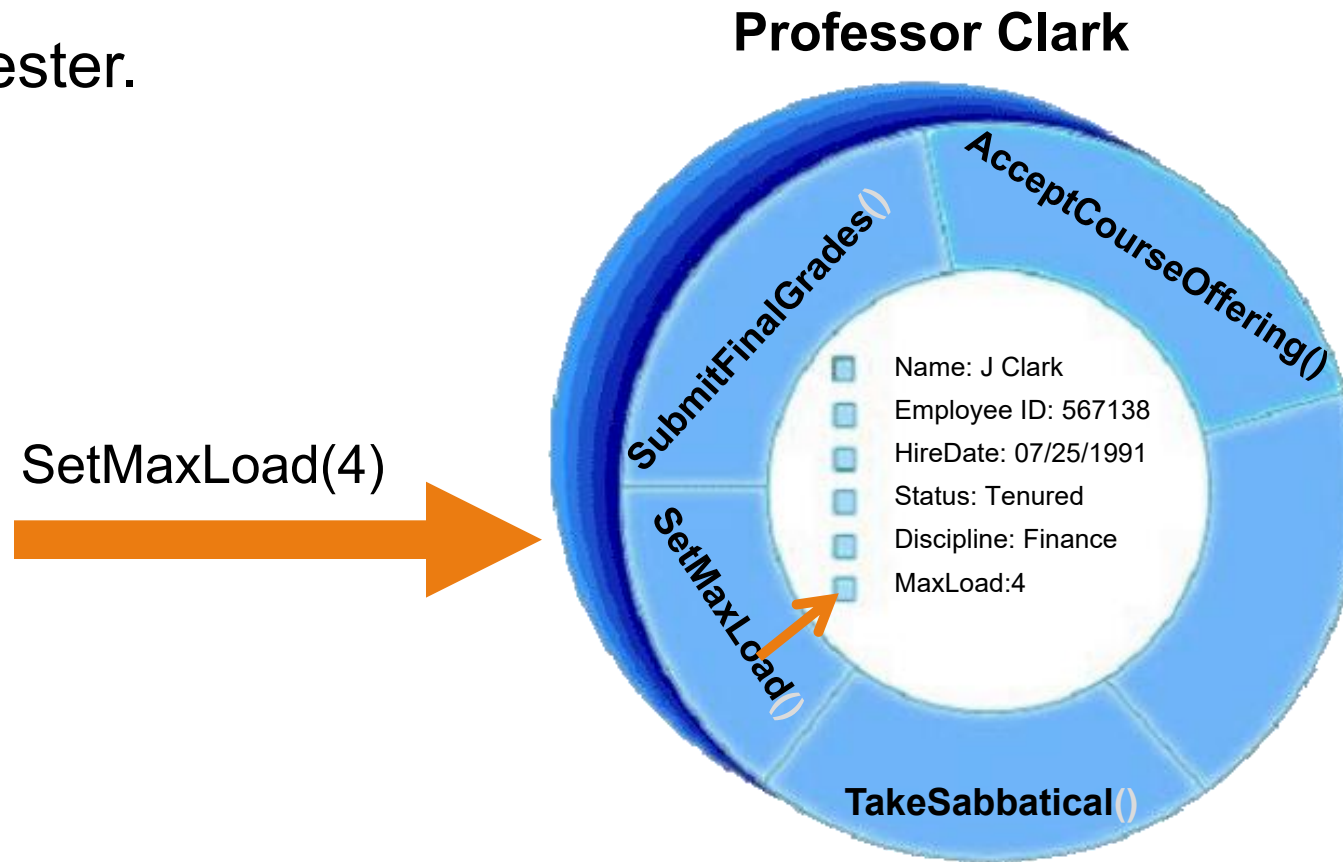 ester.
Professor Clark
AcceptCourseOffering()
SubmitFinalGrades()
Name: J Clark
Employee ID: 567138
HireDate: 07/25/1991
Status: Tenured
Discipline: Finance
MaxLoad:4
SetMaxLoad(4)
SetMaxLoad()
TakeSabbatical()